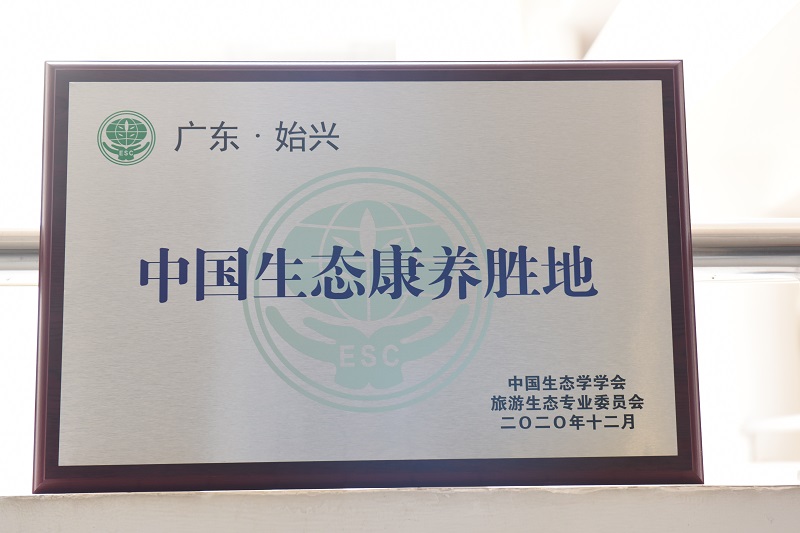 ESC
广东·始兴
中国生态康养胜地
ESC
中国生态学学会
旅游生态专业委员会
二〇二〇年十二月